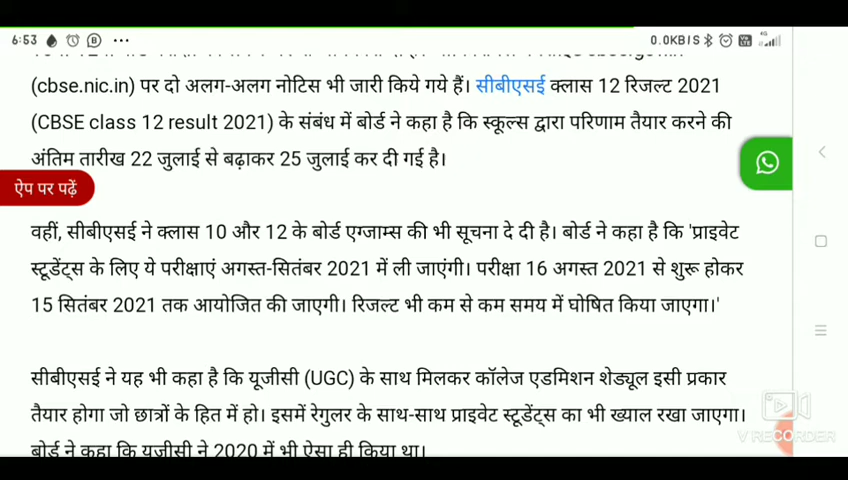 6:53
0.0KB/S
(cbse.nic.in) पर दो अलग-अलग नोटिस भी जारी किये गये हैं। सीबीएसई क्लास 12 रिजल्ट 2021
(CBSE class 12 result 2021) के संबंध में बोर्ड ने कहा है कि स्कूल्स द्वारा परिणाम तैयार करने की
अंतिम तारीख 22 जुलाई से बढ़ाकर 25 जुलाई कर दी गई है।
ऐप पर पढ़ें
वहीं, सीबीएसई ने क्लास 10 और 12 के बोर्ड एग्जाम्स की भी सूचना दे दी है। बोर्ड ने कहा है कि 'प्राइवेट
स्टूडेंट्स के लिए ये परीक्षाएं अगस्त-सितंबर 2021 में ली जाएंगी। परीक्षा 16 अगस्त 2021 से शुरू होकर
15 सितंबर 2021 तक आयोजित की जाएगी। रिजल्ट भी कम से कम समय में घोषित किया जाएगा।'
सीबीएसई ने यह भी कहा है कि यूजीसी (UGC) के साथ मिलकर कॉलेज एडमिशन शेड्यूल इसी प्रकार
तैयार होगा जो छात्रों के हित में हो। इसमें रेगुलर के साथ-साथ प्राइवेट स्टूडेंट्स का भी ख्याल रखा जाएगा।
बोर्ड ने कहा कि यूजीसी ने 2020 में भी ऐसा ही किया था।
V RECORDER